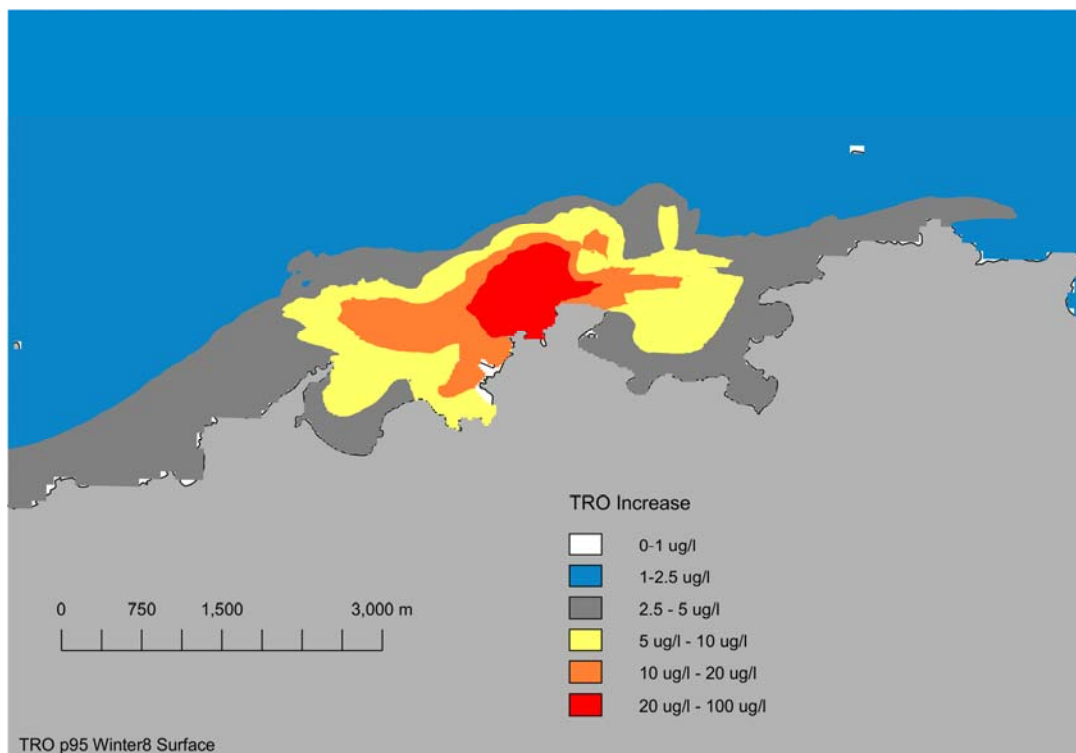 TRO Increase
0-1 ug/l
1-2.5 ug/l
2.5 - 5 ug/l
5 ug/l - 10 ug/l
10 ug/l - 20 ug/l
20 ug/l - 100 ug/l
0 750 1,500 3,000 m
TRO p95 Winter8 Surface